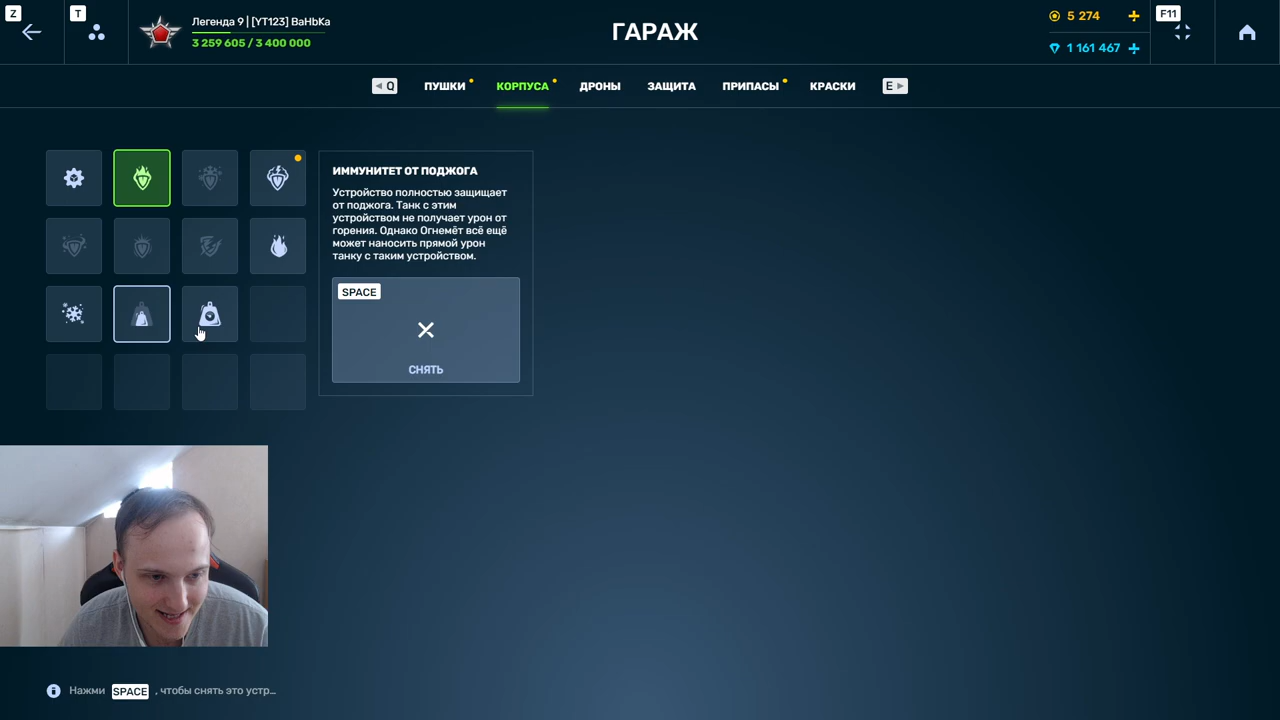 Z
T
Легенда 9 | [YT123] BaHbKa
3 259 605 / 3 400 000
ГАРАЖ
5 274
1 161 467
F11
Q
ПУШКИ
КОРПУСА
ДРОНЫ
ЗАЩИТА
ПРИПАСЫ
КРАСКИ
E
ИММУНИТЕТ ОТ ПОДЖОГА
Устройство полностью защищает
от поджога. Танк с этим
устройством не получает урон от
горения. Однако Огнемёт всё ещё
может наносить прямой урон
танку с таким устройством.
SPACE
СНЯТЬ
Нажми SPACE , чтобы снять это устр...